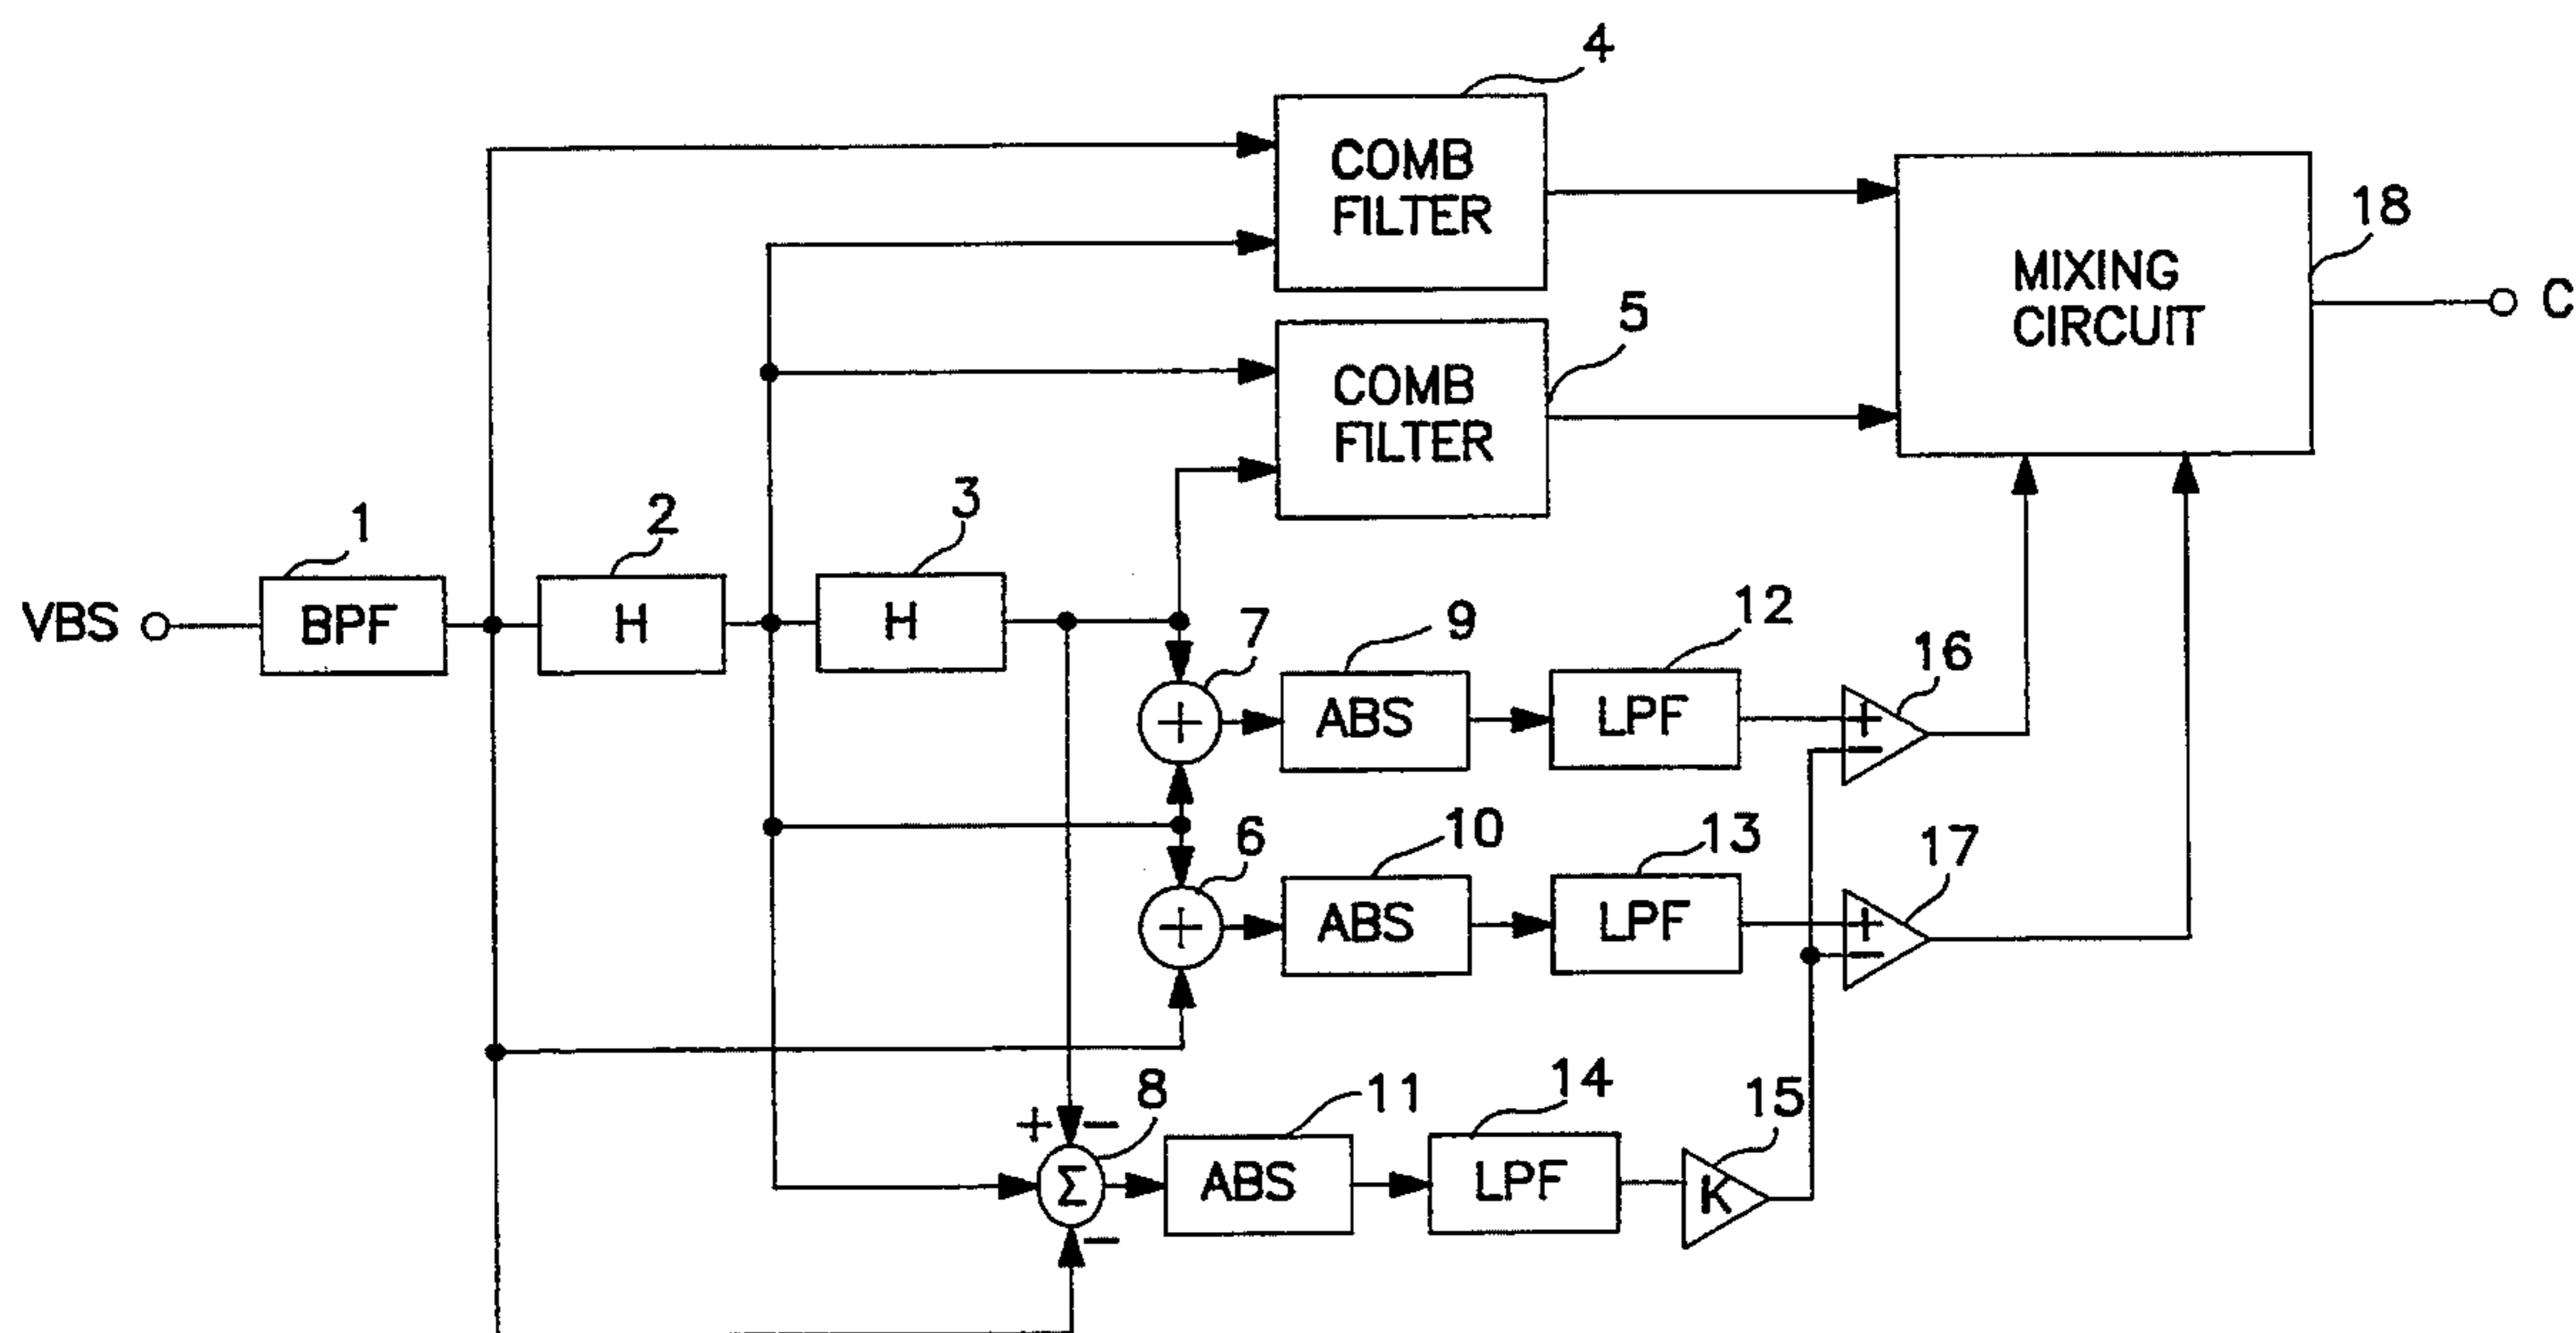 4
COMB
FILTER
18
MIXING
CIRCUIT
C
5
COMB
FILTER
1
2
3
VBS
BPF
H
H
7
9
12
16
+
ABS
LPF
+
−
6
10
13
17
+
ABS
LPF
+
−
8
11
14
15
+ −
Σ
ABS
LPF
K
−